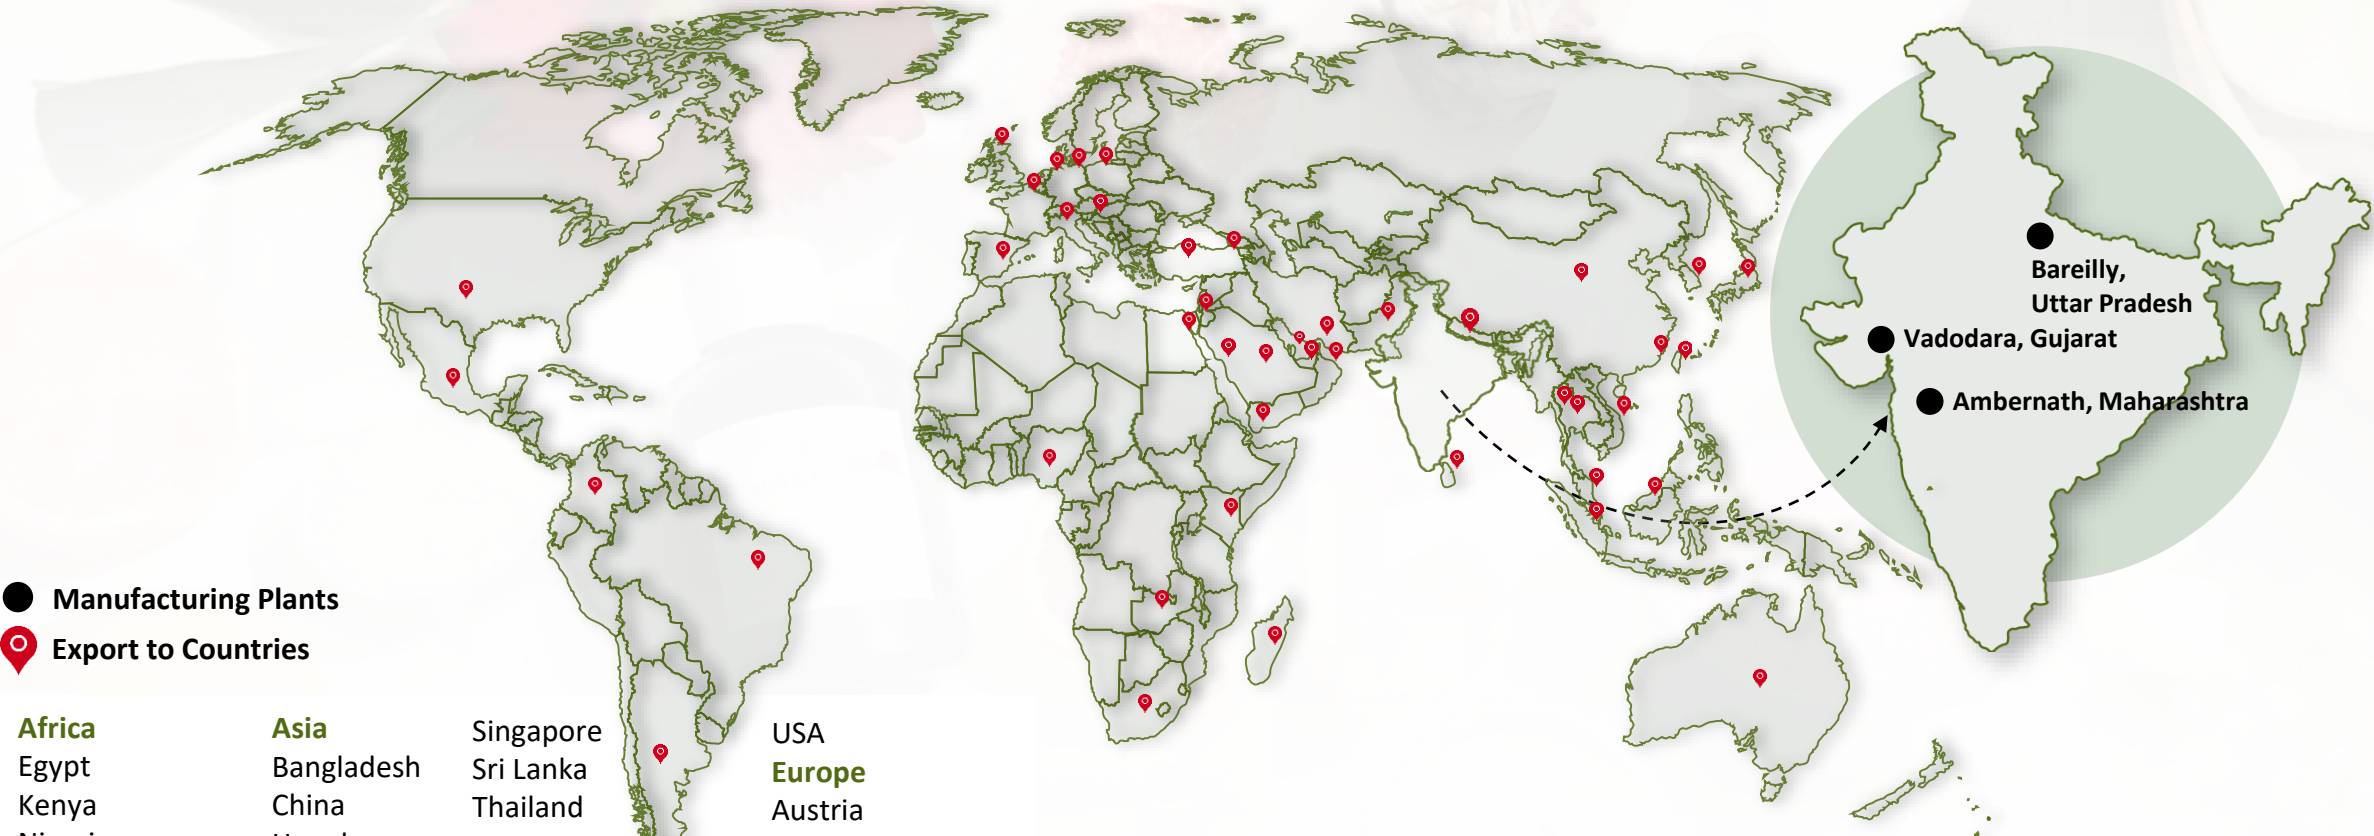 Bareilly,
Uttar Pradesh
Vadodara, Gujarat
Ambernath, Maharashtra
Manufacturing Plants
Export to Countries
Africa
Egypt
Kenya
Asia
Bangladesh
China
Singapore
Sri Lanka
Thailand
USA
Europe
Austria